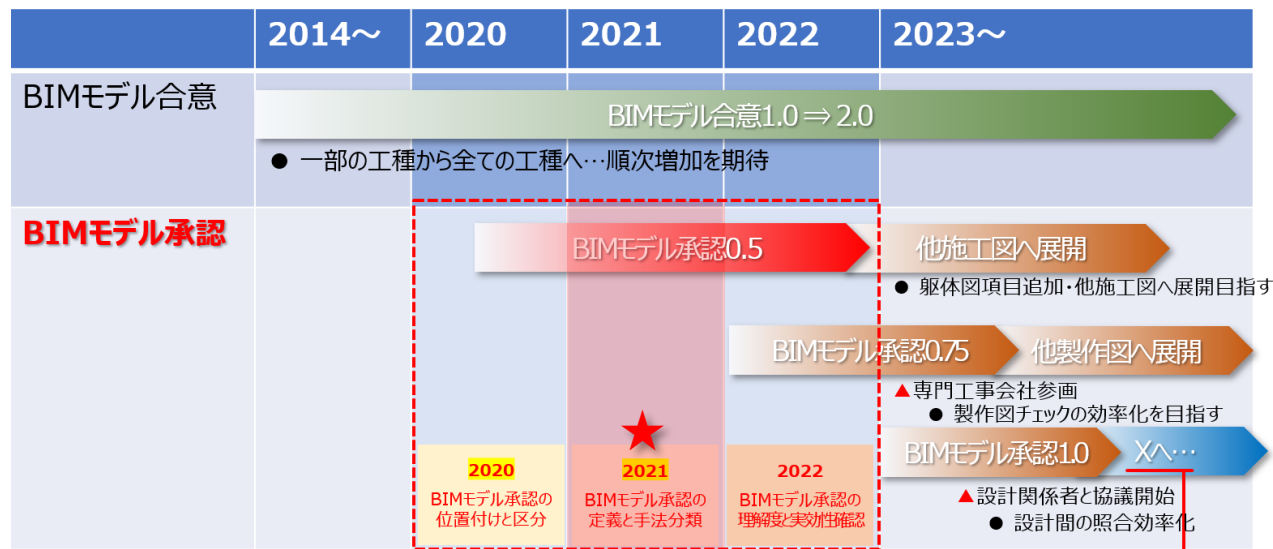 2014～ 2020 2021 2022 2023～
BIMモデル合意
BIMモデル合意1.0⇒2.0
● 一部の工種から全ての工種へ…順次増加を期待
BIMモデル承認
BIMモデル承認0.5
他施工図へ展開
● 躯体図項目追加・他施工図へ展開目指す
BIMモデル承認0.75
他製作図へ展開
▲専門工事会社参画
● 製作図チェックの効率化を目指す
BIMモデル承認1.0
Xへ…
▲設計関係者と協議開始
● 設計間の照合効率化
2020
BIMモデル承認の
位置付けと区分
2021
BIMモデル承認の
定義と手法分類
2022
BIMモデル承認の
理解度と実効性確認